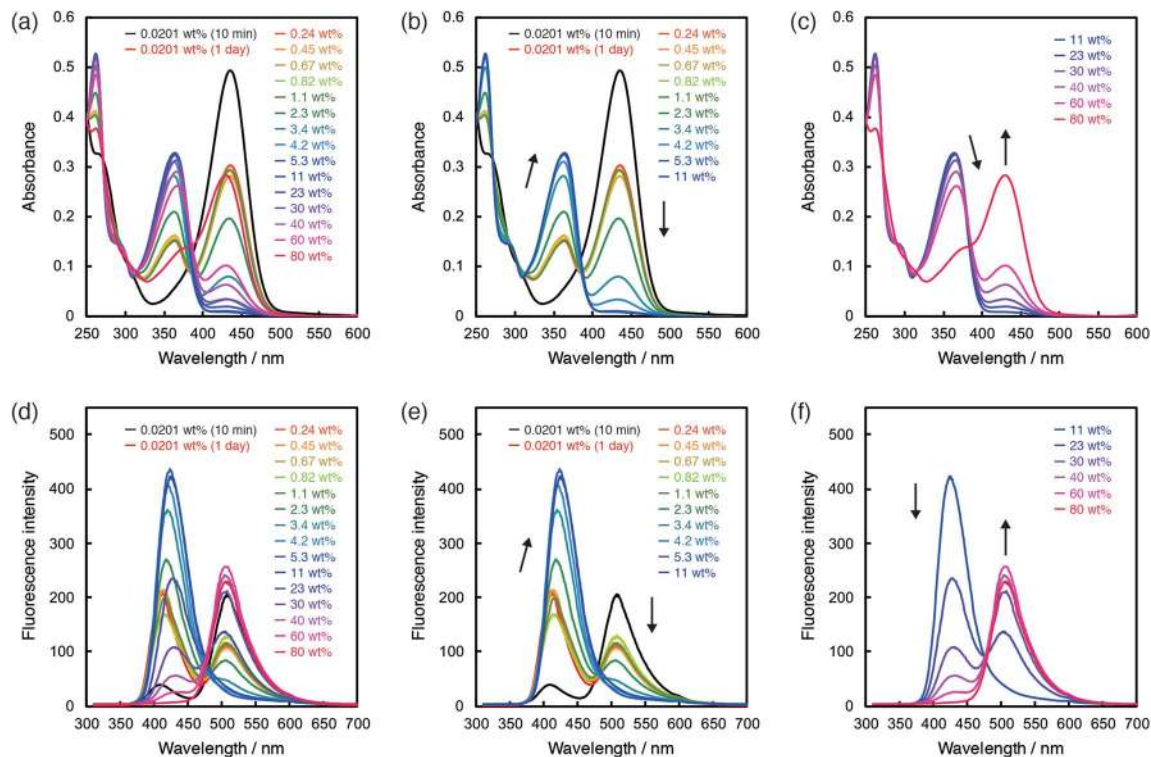 (a)
0.6
0.5
0.4
0.3
0.2
0.1
0
Absorbance
0.0201 wt% (10 min)
0.0201 wt% (1 day)
0.24 wt%
0.45 wt%
0.67 wt%
0.82 wt%
1.1 wt%
2.3 wt%
3.4 wt%
4.2 wt%
5.3 wt%
11 wt%
23 wt%
30 wt%
40 wt%
60 wt%
80 wt%
250 300 350 400 450 500 550 600
Wavelength / nm
(b)
0.6
0.5
0.4
0.3
0.2
0.1
0
Absorbance
0.0201 wt% (10 min)
0.0201 wt% (1 day)
0.24 wt%
0.45 wt%
0.67 wt%
0.82 wt%
1.1 wt%
2.3 wt%
3.4 wt%
4.2 wt%
5.3 wt%
11 wt%
250 300 350 400 450 500 550 600
Wavelength / nm
(c)
0.6
0.5
0.4
0.3
0.2
0.1
0
Absorbance
11 wt%
23 wt%
30 wt%
40 wt%
60 wt%
80 wt%
250 300 350 400 450 500 550 600
Wavelength / nm
(d)
500
400
300
200
100
0
Fluorescence intensity
0.0201 wt% (10 min)
0.0201 wt% (1 day)
0.24 wt%
0.45 wt%
0.67 wt%
0.82 wt%
1.1 wt%
2.3 wt%
3.4 wt%
4.2 wt%
5.3 wt%
11 wt%
23 wt%
30 wt%
40 wt%
60 wt%
80 wt%
300 350 400 450 500 550 600 650 700
Wavelength / nm
(e)
500
400
300
200
100
0
Fluorescence intensity
0.0201 wt% (10 min)
0.0201 wt% (1 day)
0.24 wt%
0.45 wt%
0.67 wt%
0.82 wt%
1.1 wt%
2.3 wt%
3.4 wt%
4.2 wt%
5.3 wt%
11 wt%
300 350 400 450 500 550 600 650 700
Wavelength / nm
(f)
500
400
300
200
100
0
Fluorescence intensity
11 wt%
23 wt%
30 wt%
40 wt%
60 wt%
80 wt%
300 350 400 450 500 550 600 650 700
Wavelength / nm